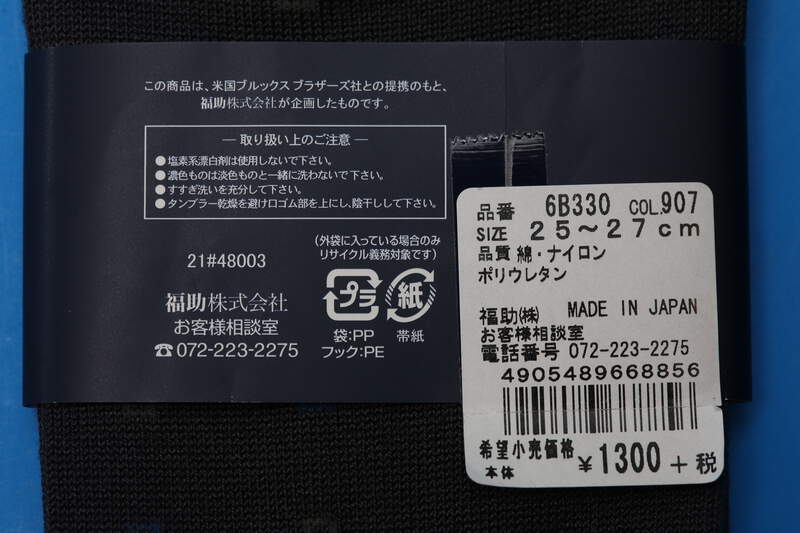 この商品は、米国ブルックス ブラザーズ社との提携のもと、
福助株式会社が企画したものです。
― 取り扱い上のご注意 ―
●塩素系漂白剤は使用しないで下さい。
●濃色ものは淡色ものと一緒に洗わないで下さい。
●すすぎ洗いを充分して下さい。
●タンブラー乾燥を避け口ゴム部を上にし、陰干しして下さい。
(外袋に入っている場合のみ
リサイクル義務対象です)
21#48003
プラ 紙
袋:PP 帯紙
フック:PE
福助株式会社
お客様相談室
☎072-223-2275
品番 6B330 COL.907
SIZE 25～27cm
品質 綿・ナイロン
ポリウレタン
福助㈱ MADE IN JAPAN
お客様相談室
電話番号 072-223-2275
4905489668856
希望小売価格
本体 ¥1300+税